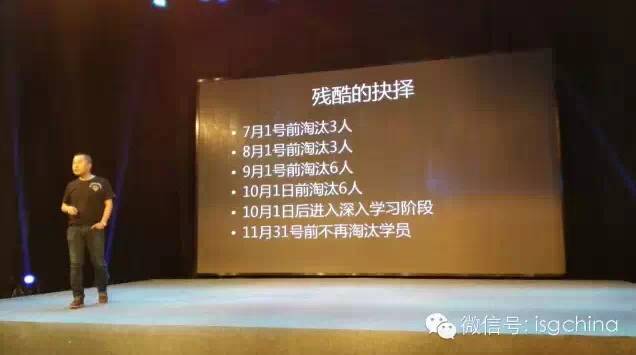 残酷的抉择
• 7月1号前淘汰3人
• 8月1号前淘汰3人
• 9月1号前淘汰6人
• 10月1日前淘汰6人
• 10月1日后进入深入学习阶段
• 11月31号前不再淘汰学员
微信号: isgchina